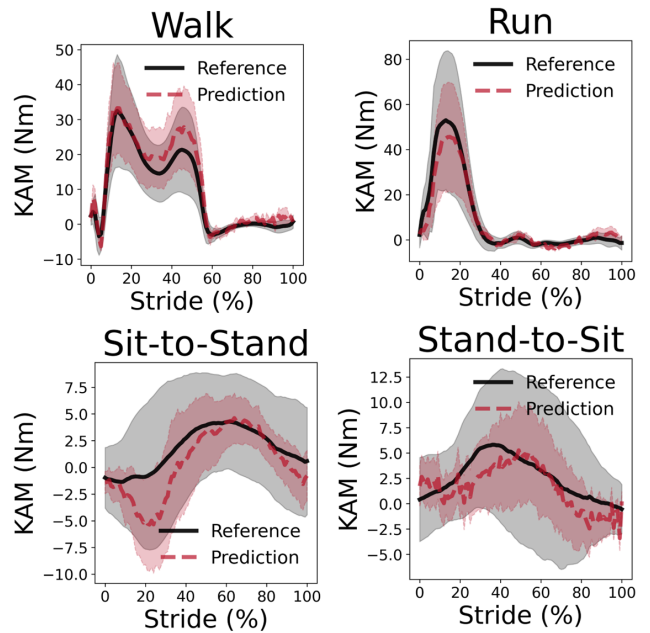 Walk
50
40
30
20
10
0
−10
KAM (Nm)
Reference
Prediction
0 20 40 60 80 100
Stride (%)
Run
80
60
40
20
0
KAM (Nm)
Reference
Prediction
0 20 40 60 80 100
Stride (%)
Sit-to-Stand
7.5
5.0
2.5
0.0
−2.5
−5.0
−7.5
−10.0
KAM (Nm)
Reference
Prediction
0 20 40 60 80 100
Stride (%)
Stand-to-Sit
12.5
10.0
7.5
5.0
2.5
0.0
−2.5
−5.0
KAM (Nm)
Reference
Prediction
0 20 40 60 80 100
Stride (%)